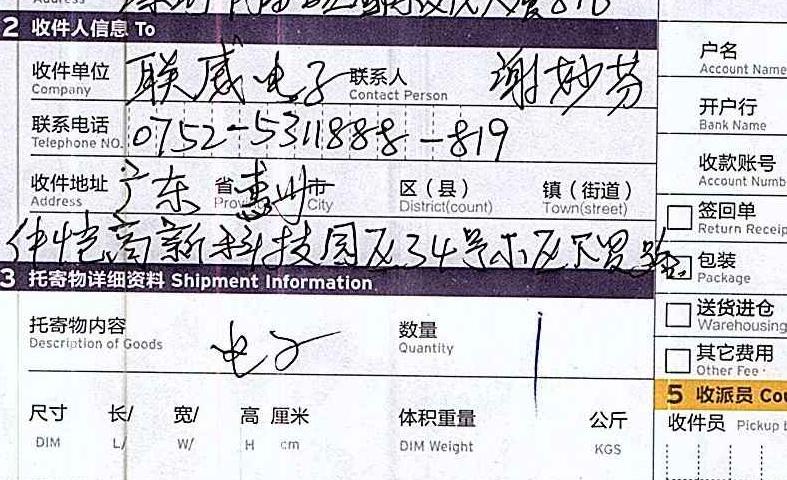 Address
2 收件人信息 To
收件单位 联威电子 联系人 谢妙芬 户名
Company Contact Person Account Name
联系电话 0752-5311888-819 开户行
Telephone NO. Bank Name
收款账号
收件地址 广东 省 惠州 市 区（县） 镇（街道） Account Numb
Address Provi City District(count) Town(street)
签回单
Return Receip
仲恺高新科技园区34号小区
包装
Package
3 托寄物详细资料 Shipment Information
送货进仓
Warehousing
托寄物内容 电子 数量
Description of Goods Quantity
其它费用
Other Fee
5 收派员 Cou
尺寸 长/ 宽/ 高 厘米 体积重量 公斤 收件员 Pickup
DIM L/ W/ H cm DIM Weight KGS